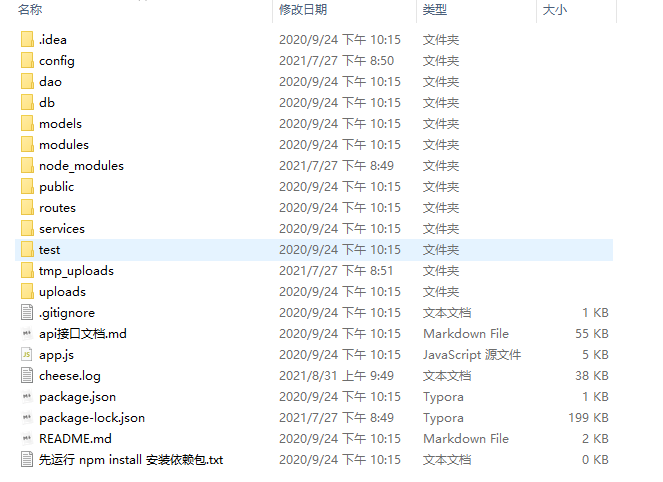 名称 修改日期 类型 大小
.idea 2020/9/24 下午 10:15 文件夹
config 2021/7/27 下午 8:50 文件夹
dao 2020/9/24 下午 10:15 文件夹
db 2020/9/24 下午 10:15 文件夹
models 2020/9/24 下午 10:15 文件夹
modules 2020/9/24 下午 10:15 文件夹
node_modules 2021/7/27 下午 8:49 文件夹
public 2020/9/24 下午 10:15 文件夹
routes 2020/9/24 下午 10:15 文件夹
services 2020/9/24 下午 10:15 文件夹
test 2020/9/24 下午 10:15 文件夹
tmp_uploads 2021/7/27 下午 8:51 文件夹
uploads 2020/9/24 下午 10:15 文件夹
.gitignore 2020/9/24 下午 10:15 文本文档 1 KB
api接口文档.md 2020/9/24 下午 10:15 Markdown File 55 KB
app.js 2020/9/24 下午 10:15 JavaScript 源文件 5 KB
cheese.log 2021/8/31 上午 9:49 文本文档 38 KB
package.json 2020/9/24 下午 10:15 Typora 1 KB
package-lock.json 2021/7/27 下午 8:49 Typora 199 KB
README.md 2020/9/24 下午 10:15 Markdown File 2 KB
先运行 npm install 安装依赖包.txt 2020/9/24 下午 10:15 文本文档 0 KB